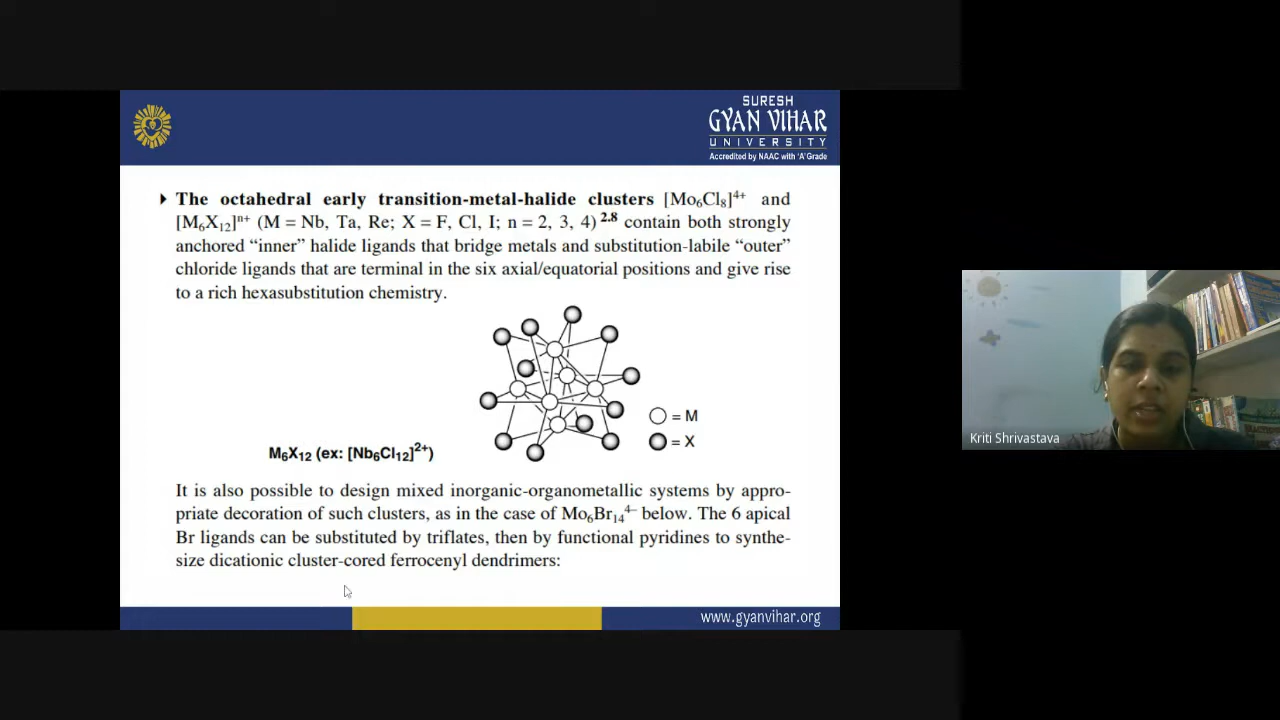 SURESH
GYAN VIHAR
UNIVERSITY
Accredited by NAAC with 'A' Grade
The octahedral early transition-metal-halide clusters [Mo₆Cl₈]⁴⁺ and
[M₆X₁₂]ⁿ⁺ (M = Nb, Ta, Re; X = F, Cl, I; n = 2, 3, 4) ²·⁸ contain both strongly
anchored “inner” halide ligands that bridge metals and substitution-labile “outer”
chloride ligands that are terminal in the six axial/equatorial positions and give rise
to a rich hexasubstitution chemistry.
= M
= X
M₆X₁₂ (ex: [Nb₆Cl₁₂]²⁺)
It is also possible to design mixed inorganic-organometallic systems by appro-
priate decoration of such clusters, as in the case of Mo₆Br₁₄⁴⁻ below. The 6 apical
Br ligands can be substituted by triflates, then by functional pyridines to synthe-
size dicationic cluster-cored ferrocenyl dendrimers:
www.gyanvihar.org
Kriti Shrivastava